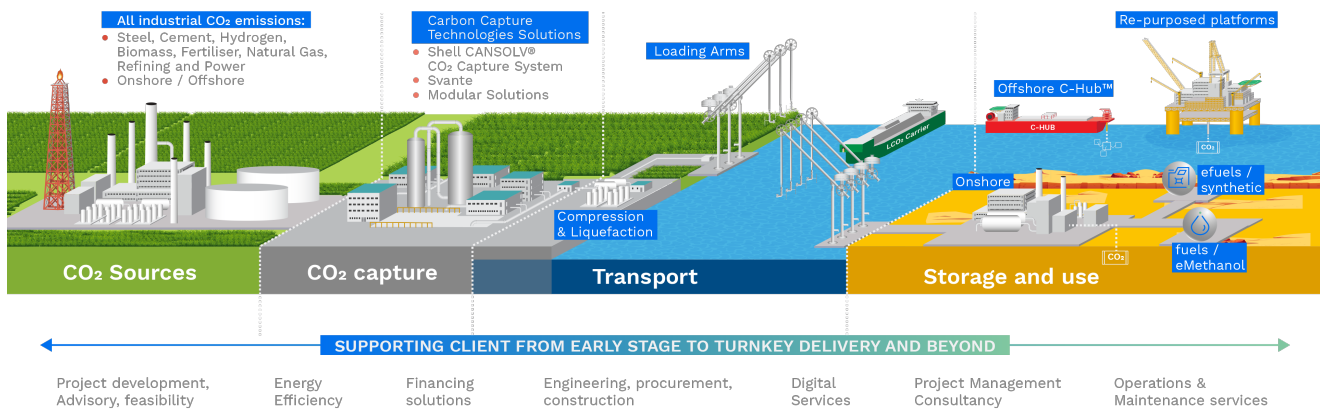 All industrial CO₂ emissions:
Steel, Cement, Hydrogen,
Biomass, Fertiliser, Natural Gas,
Refining and Power
Onshore / Offshore
Carbon Capture
Technologies Solutions
Shell CANSOLV®
CO₂ Capture System
Svante
Modular Solutions
Loading Arms
Re-purposed platforms
Offshore C-Hub™
C-HUB
LCO₂ Carrier
CO₂
Onshore
efuels /
synthetic
Compression
& Liquefaction
fuels /
eMethanol
CO₂
CO₂ Sources
CO₂ capture
Transport
Storage and use
SUPPORTING CLIENT FROM EARLY STAGE TO TURNKEY DELIVERY AND BEYOND
Project development,
Advisory, feasibility
Energy
Efficiency
Financing
solutions
Engineering, procurement,
construction
Digital
Services
Project Management
Consultancy
Operations &
Maintenance services